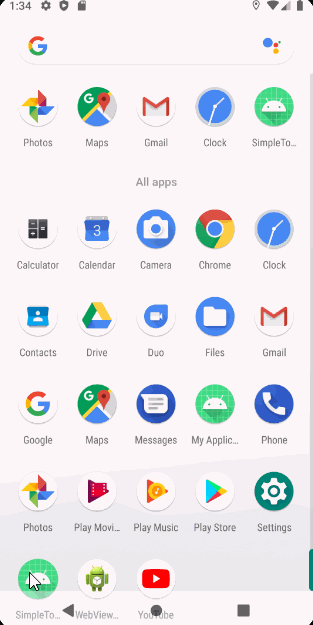 1:34
Photos Maps Gmail Clock SimpleTo...
All apps
Calculator Calendar Camera Chrome Clock
3
Contacts Drive Duo Files Gmail
Google Maps Messages My Applic... Phone
Photos Play Movi... Play Music Play Store Settings
SimpleTo... WebView... YouTube